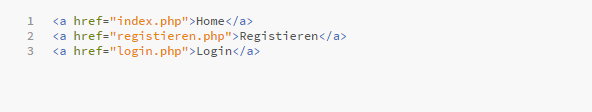 1 <a href="index.php">Home</a>
2 <a href="registieren.php">Registieren</a>
3 <a href="login.php">Login</a>